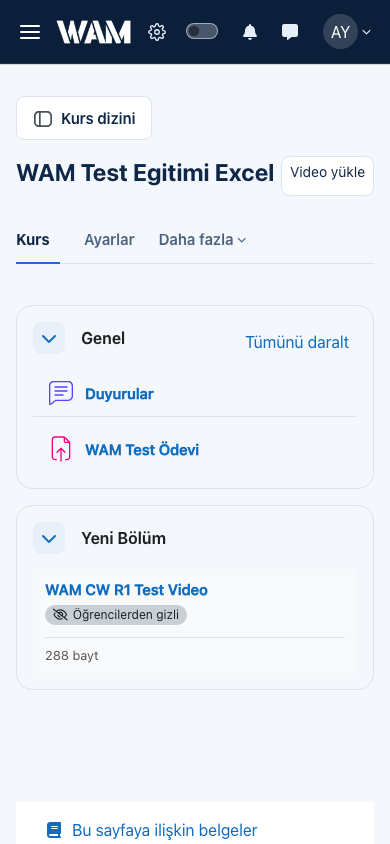 WAM
AY
Kurs dizini
WAM Test Egitimi Excel
Video yükle
Kurs
Ayarlar
Daha fazla
Genel
Tümünü daralt
Duyurular
WAM Test Ödevi
Yeni Bölüm
WAM CW R1 Test Video
Öğrencilerden gizli
288 bayt
Bu sayfaya ilişkin belgeler